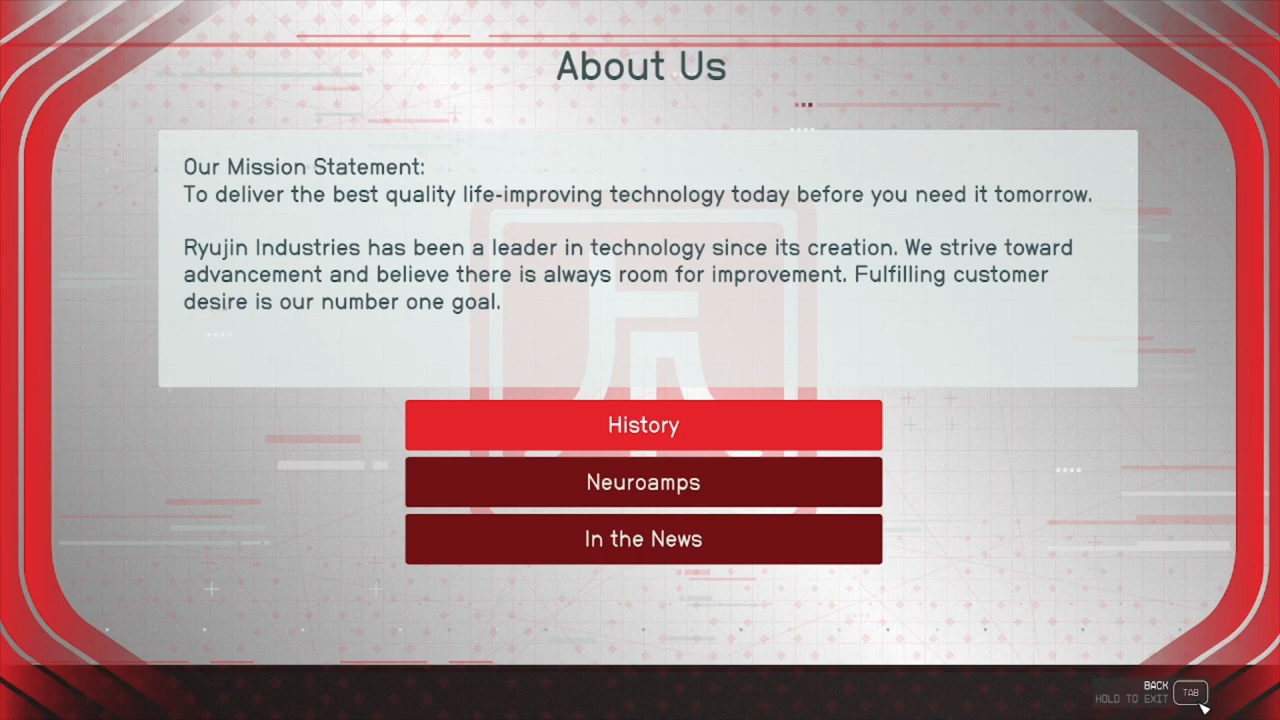 About Us
Our Mission Statement:
To deliver the best quality life-improving technology today before you need it tomorrow.
Ryujin Industries has been a leader in technology since its creation. We strive toward
advancement and believe there is always room for improvement. Fulfilling customer
desire is our number one goal.
History
Neuroamps
In the News
BACK
HOLD TO EXIT
TAB